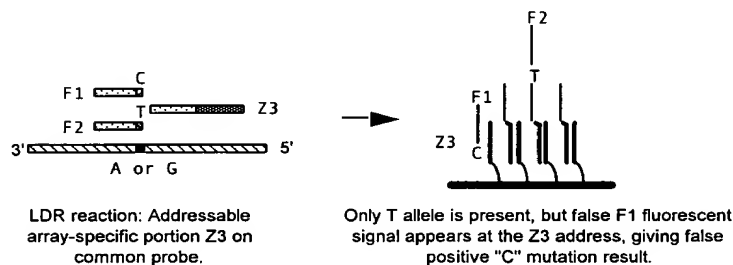 C
F1
T
Z3
F2
3' 5'
A or G
LDR reaction: Addressable
array-specific portion Z3 on
common probe.
F2
T
F1
Z3
C
Only T allele is present, but false F1 fluorescent
signal appears at the Z3 address, giving false
positive "C" mutation result.